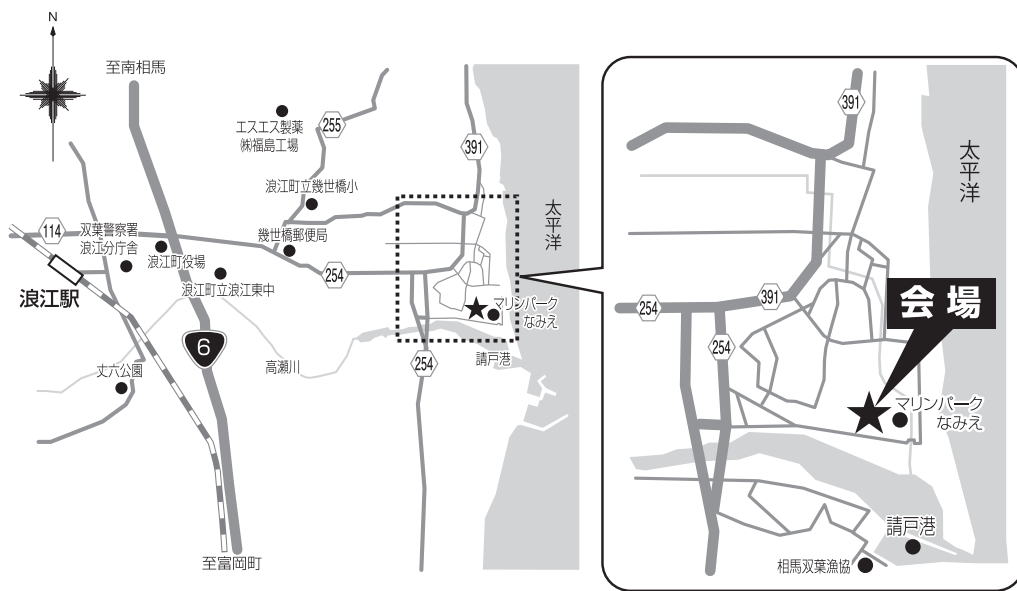 N
至南相馬
エスエス製薬
㈱福島工場
255
391
浪江町立幾世橋小
114
双葉警察署
浪江分庁舎
浪江町役場
幾世橋郵便局
254
浪江町立浪江東中
浪江駅
太平洋
マリンパーク
なみえ
6
丈六公園
高瀬川
254
請戸港
至富岡町
391
太平洋
254
391
会場
254
マリンパーク
なみえ
請戸港
相馬双葉漁協